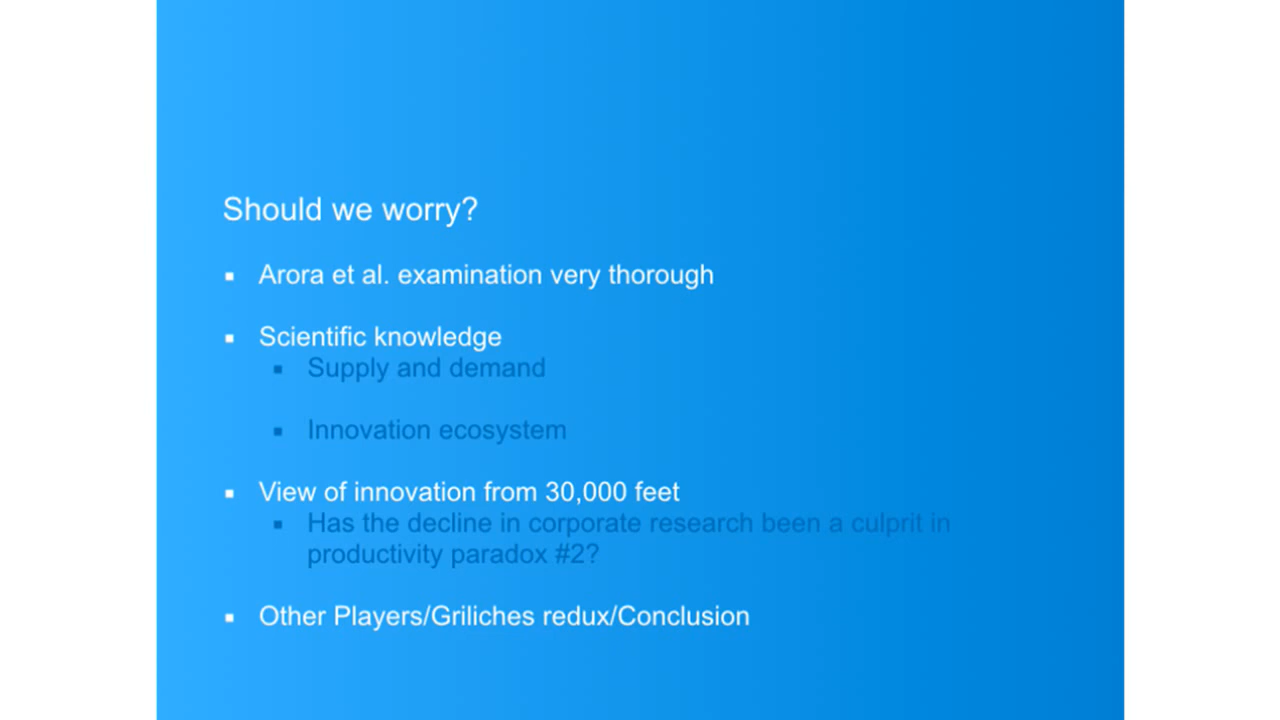 Should we worry?
▪ Arora et al. examination very thorough
▪ Scientific knowledge
▪ Supply and demand
▪ Innovation ecosystem
▪ View of innovation from 30,000 feet
▪ Has the decline in corporate research been a culprit in
productivity paradox #2?
▪ Other Players/Griliches redux/Conclusion